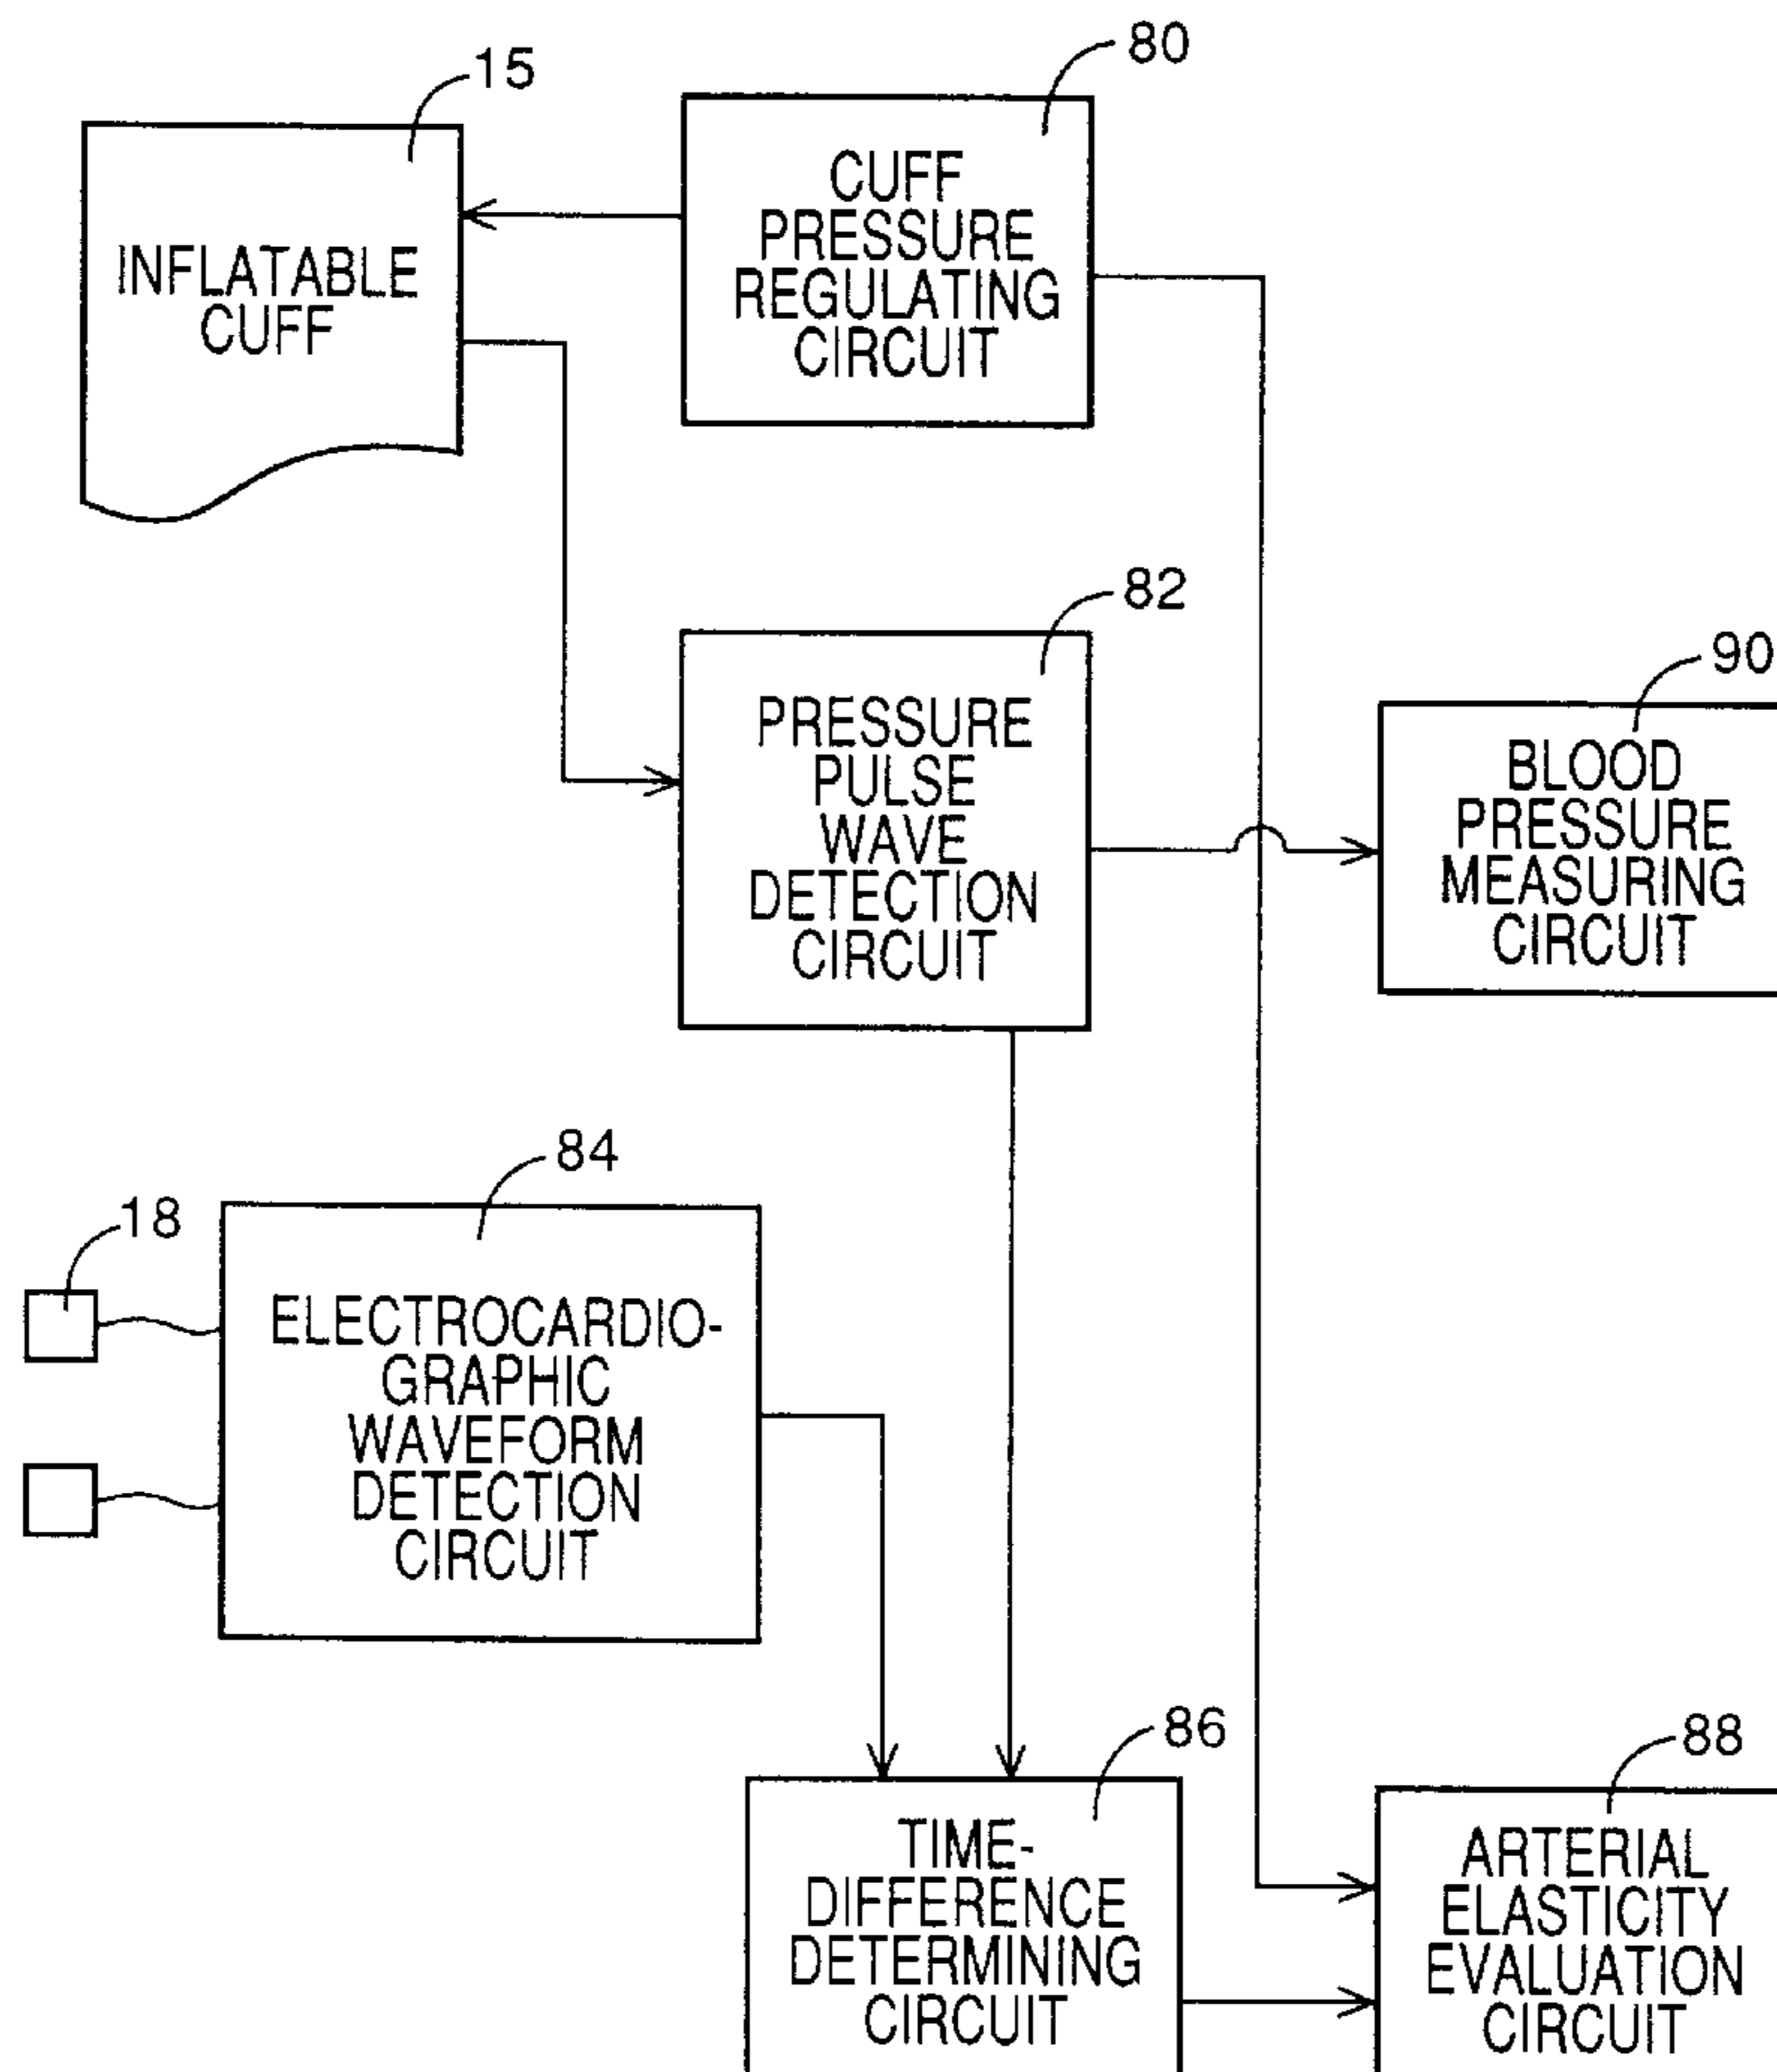 15
INFLATABLE
CUFF
80
CUFF
PRESSURE
REGULATING
CIRCUIT
82
PRESSURE
PULSE
WAVE
DETECTION
CIRCUIT
90
BLOOD
PRESSURE
MEASURING
CIRCUIT
18
84
ELECTROCARDIO-
GRAPHIC
WAVEFORM
DETECTION
CIRCUIT
86
TIME-
DIFFERENCE
DETERMINING
CIRCUIT
88
ARTERIAL
ELASTICITY
EVALUATION
CIRCUIT